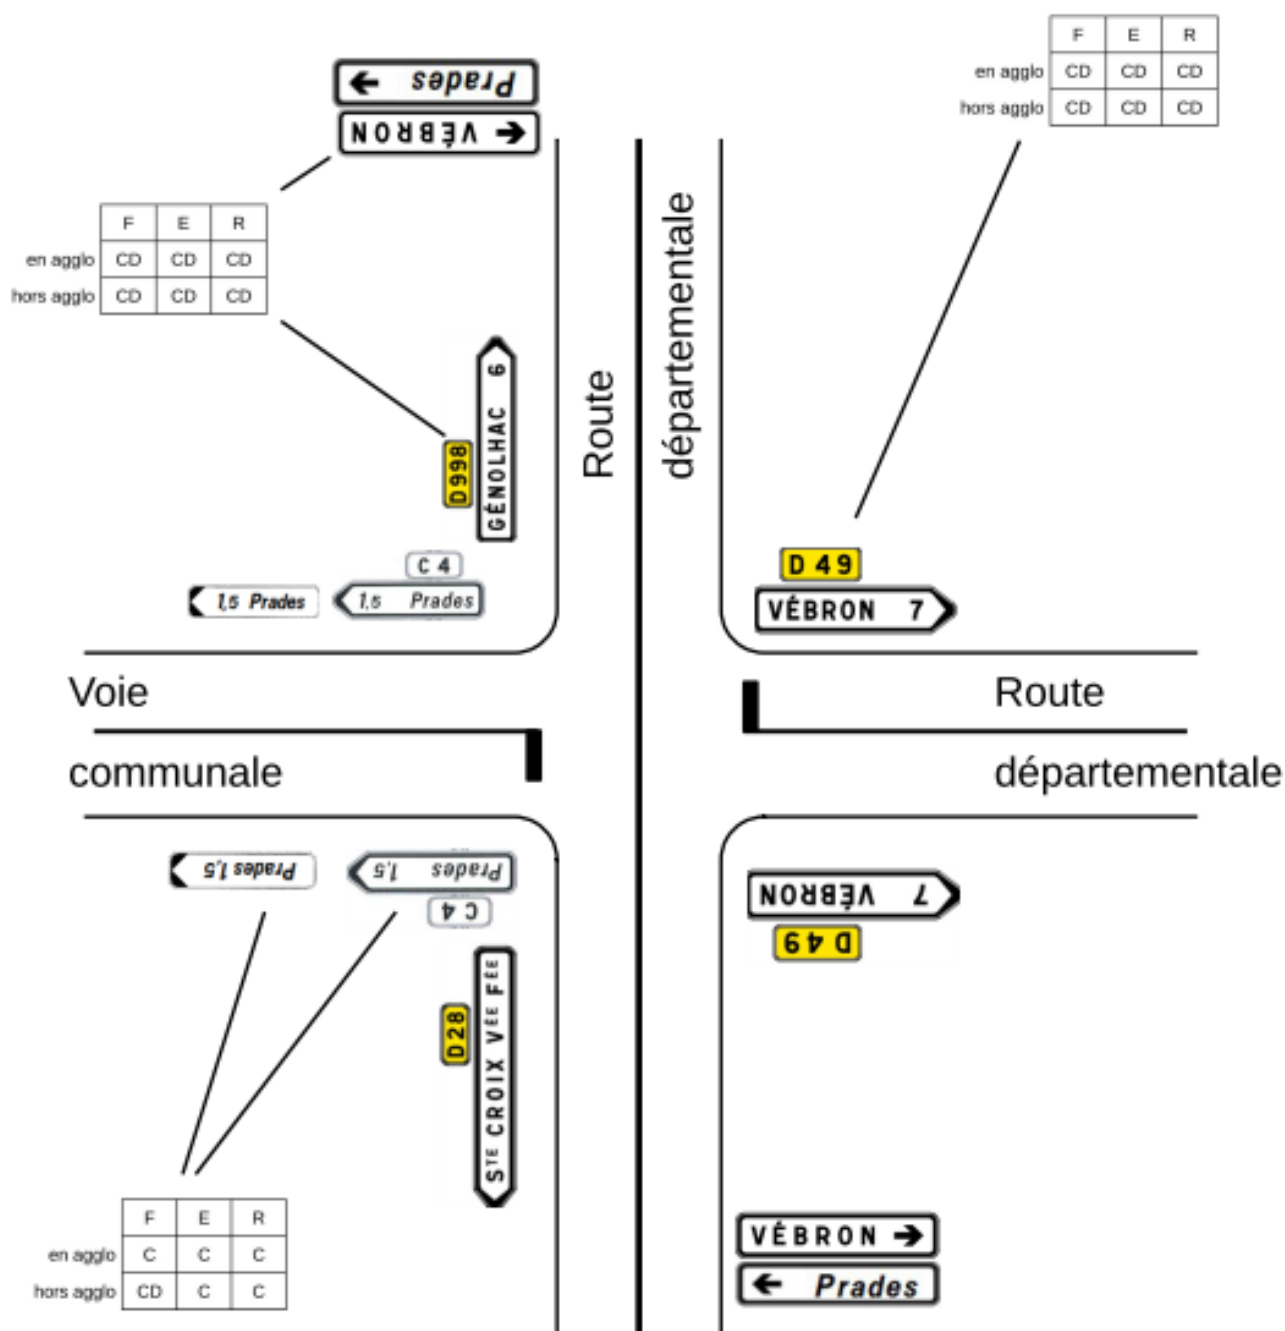 F E R
en agglo CD CD CD
hors agglo CD CD CD
Prades
VÉBRON
F E R
en agglo CD CD CD
hors agglo CD CD CD
Route
départementale
D998
GÉNOLHAC 6
C 4
1,5 Prades
1,5 Prades
D 49
VÉBRON 7
Voie
communale
Route
départementale
Prades 1,5
Prades 1,5
C 4
VÉBRON 7
D 49
D28
STE CROIX VÉE FÉE
F E R
en agglo C C C
hors agglo CD C C
VÉBRON
Prades